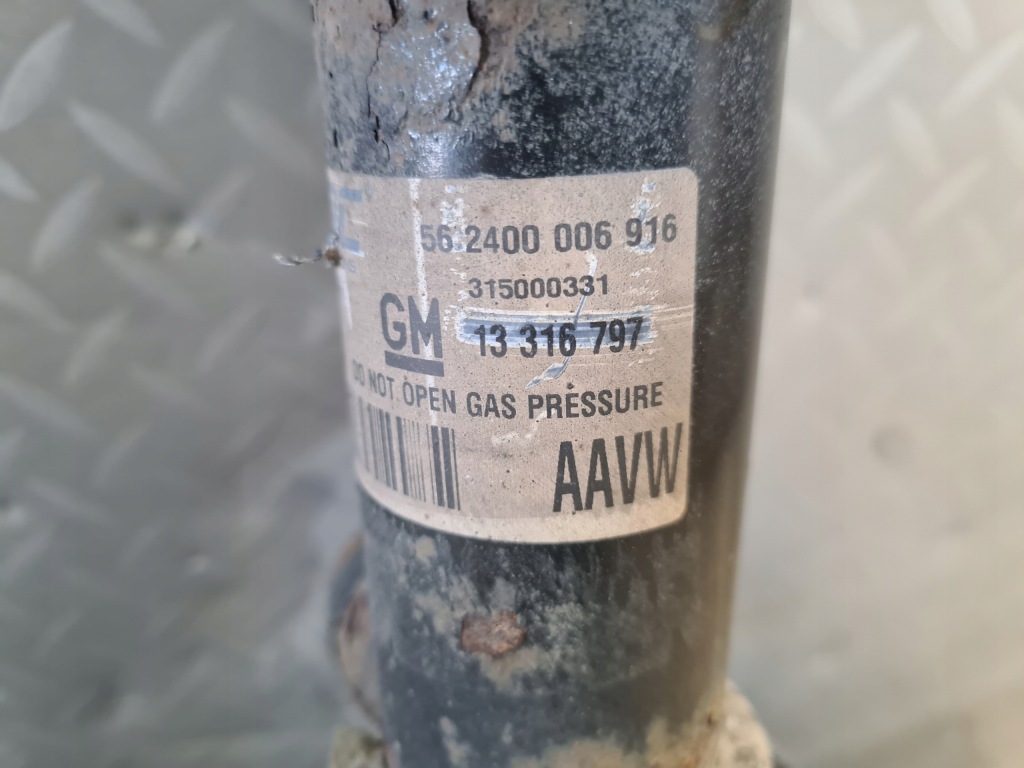 56.2400 006 916
315000331
GM 13 316 797
DO NOT OPEN GAS PRESSURE
AAVW